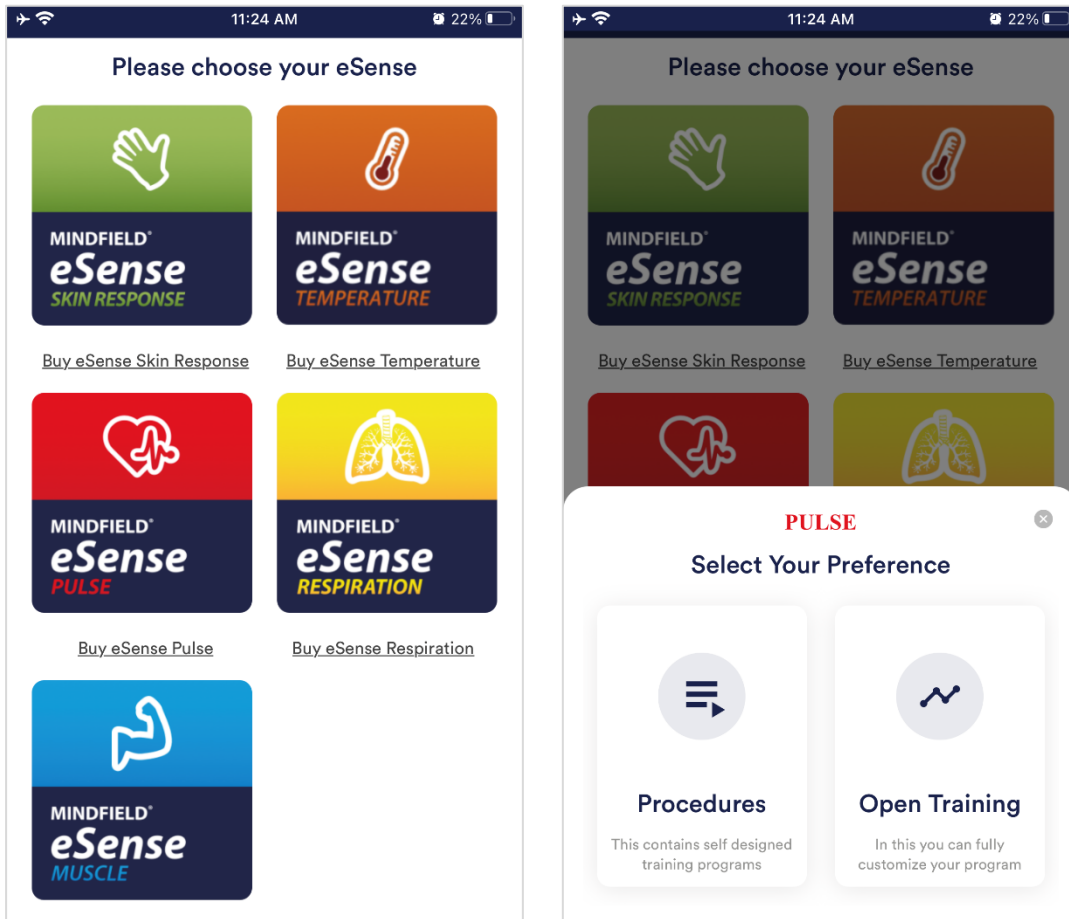 11:24 AM
22%
Please choose your eSense
MINDFIELD®
eSense
SKIN RESPONSE
MINDFIELD®
eSense
TEMPERATURE
Buy eSense Skin Response
Buy eSense Temperature
MINDFIELD®
eSense
PULSE
MINDFIELD®
eSense
RESPIRATION
Buy eSense Pulse
Buy eSense Respiration
MINDFIELD®
eSense
MUSCLE
11:24 AM
22%
Please choose your eSense
MINDFIELD®
eSense
SKIN RESPONSE
MINDFIELD®
eSense
TEMPERATURE
Buy eSense Skin Response
Buy eSense Temperature
PULSE
Select Your Preference
Procedures
This contains self designed
training programs
Open Training
In this you can fully
customize your program